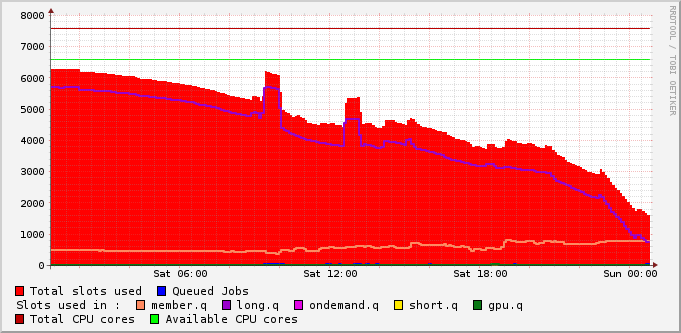 8000
7000
6000
5000
4000
3000
2000
1000
0
Sat 06:00 Sat 12:00 Sat 18:00 Sun 00:00
RRDTOOL / TOBI OETIKER
Total slots used Queued Jobs
Slots used in : member.q long.q ondemand.q short.q gpu.q
Total CPU cores Available CPU cores